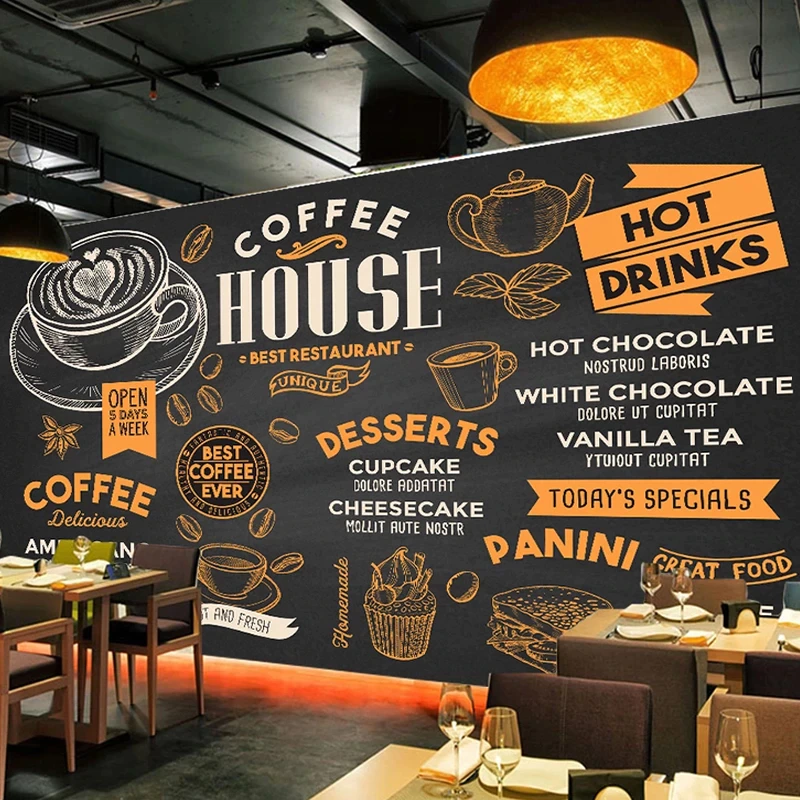 COFFEE
HOUSE
BEST RESTAURANT
UNIQUE
HOT
DRINKS
HOT CHOCOLATE
NOSTRUD LABORIS
WHITE CHOCOLATE
DOLORE UT CUPITAT
VANILLA TEA
YTUIOUT CUPITAT
TODAY'S SPECIALS
PANINI
GREAT FOOD
OPEN
5 DAYS
A WEEK
BEST
COFFEE
EVER
COFFEE
Delicious
DESSERTS
CUPCAKE
DOLORE ADDATAT
CHEESECAKE
MOLLIT AUTE NOSTR
Homemade
AND FRESH